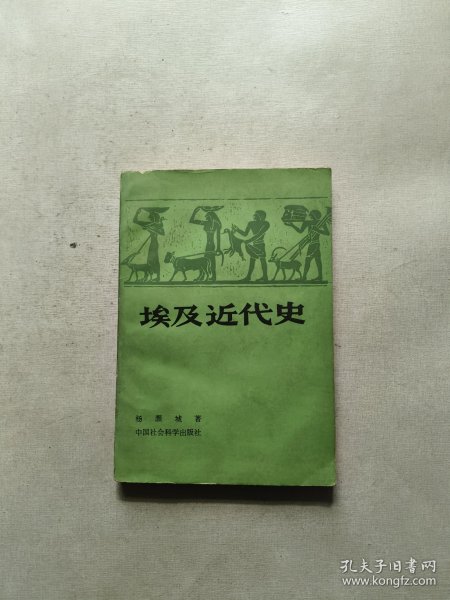 埃及近代史
杨灏城 著
中国社会科学出版社
孔夫子旧书网
www.kongfz.com